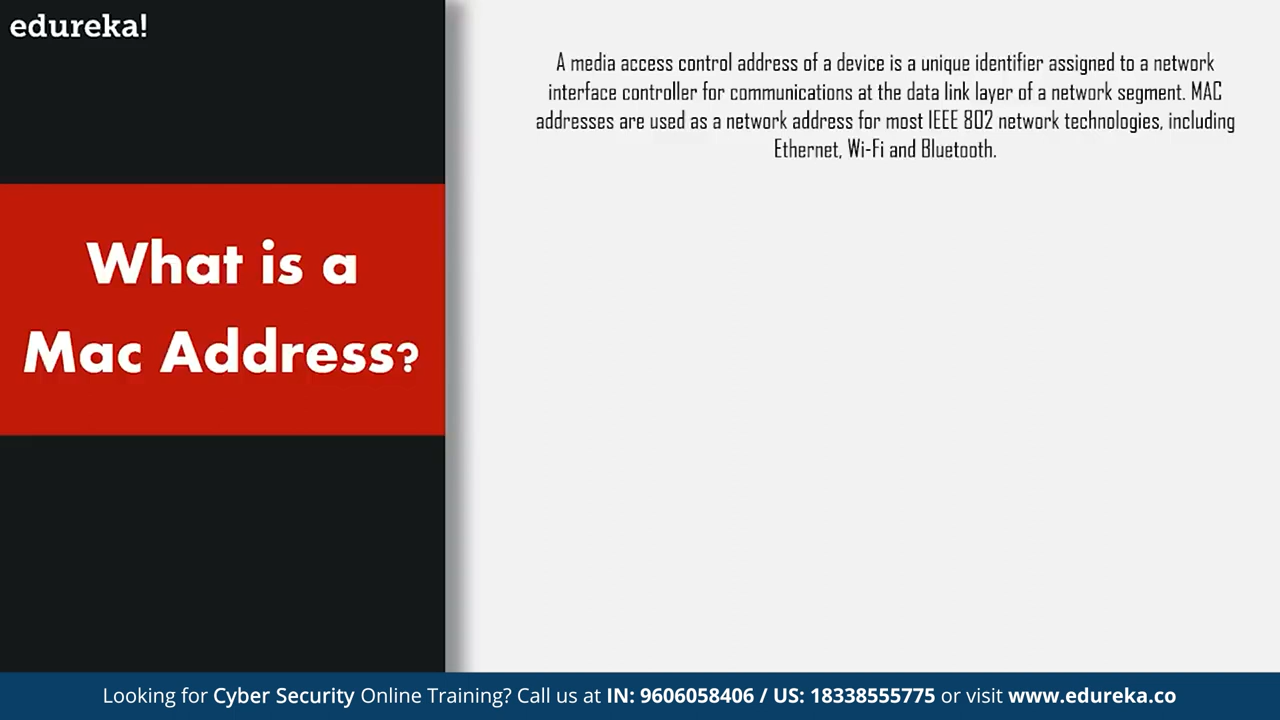 edureka!
What is a
Mac Address?
A media access control address of a device is a unique identifier assigned to a network
interface controller for communications at the data link layer of a network segment. MAC
addresses are used as a network address for most IEEE 802 network technologies, including
Ethernet, Wi-Fi and Bluetooth.
Looking for Cyber Security Online Training? Call us at IN: 9606058406 / US: 18338555775 or visit www.edureka.co